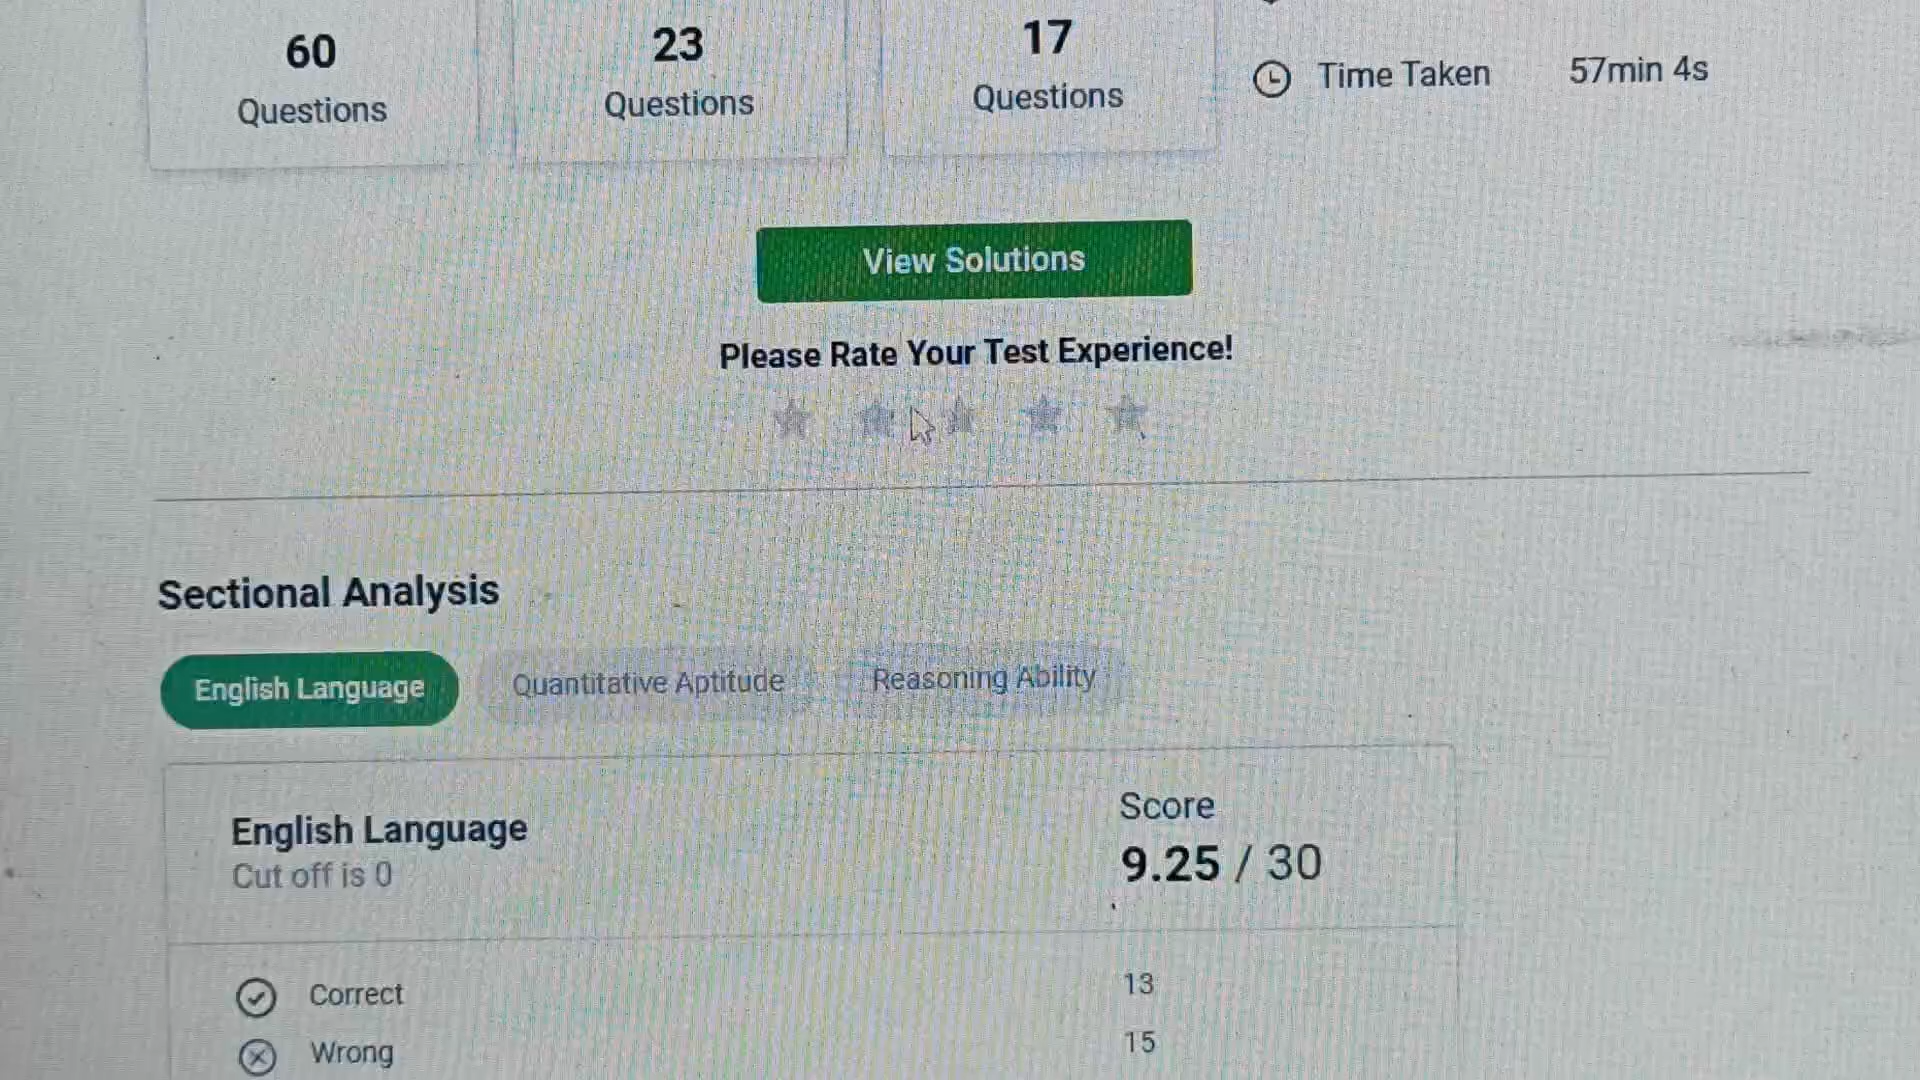 60
Questions
23
Questions
17
Questions
Time Taken 57min 4s
View Solutions
Please Rate Your Test Experience!
Sectional Analysis
English Language
Quantitative Aptitude
Reasoning Ability
English Language
Cut off is 0
Score
9.25 / 30
Correct 13
Wrong 15